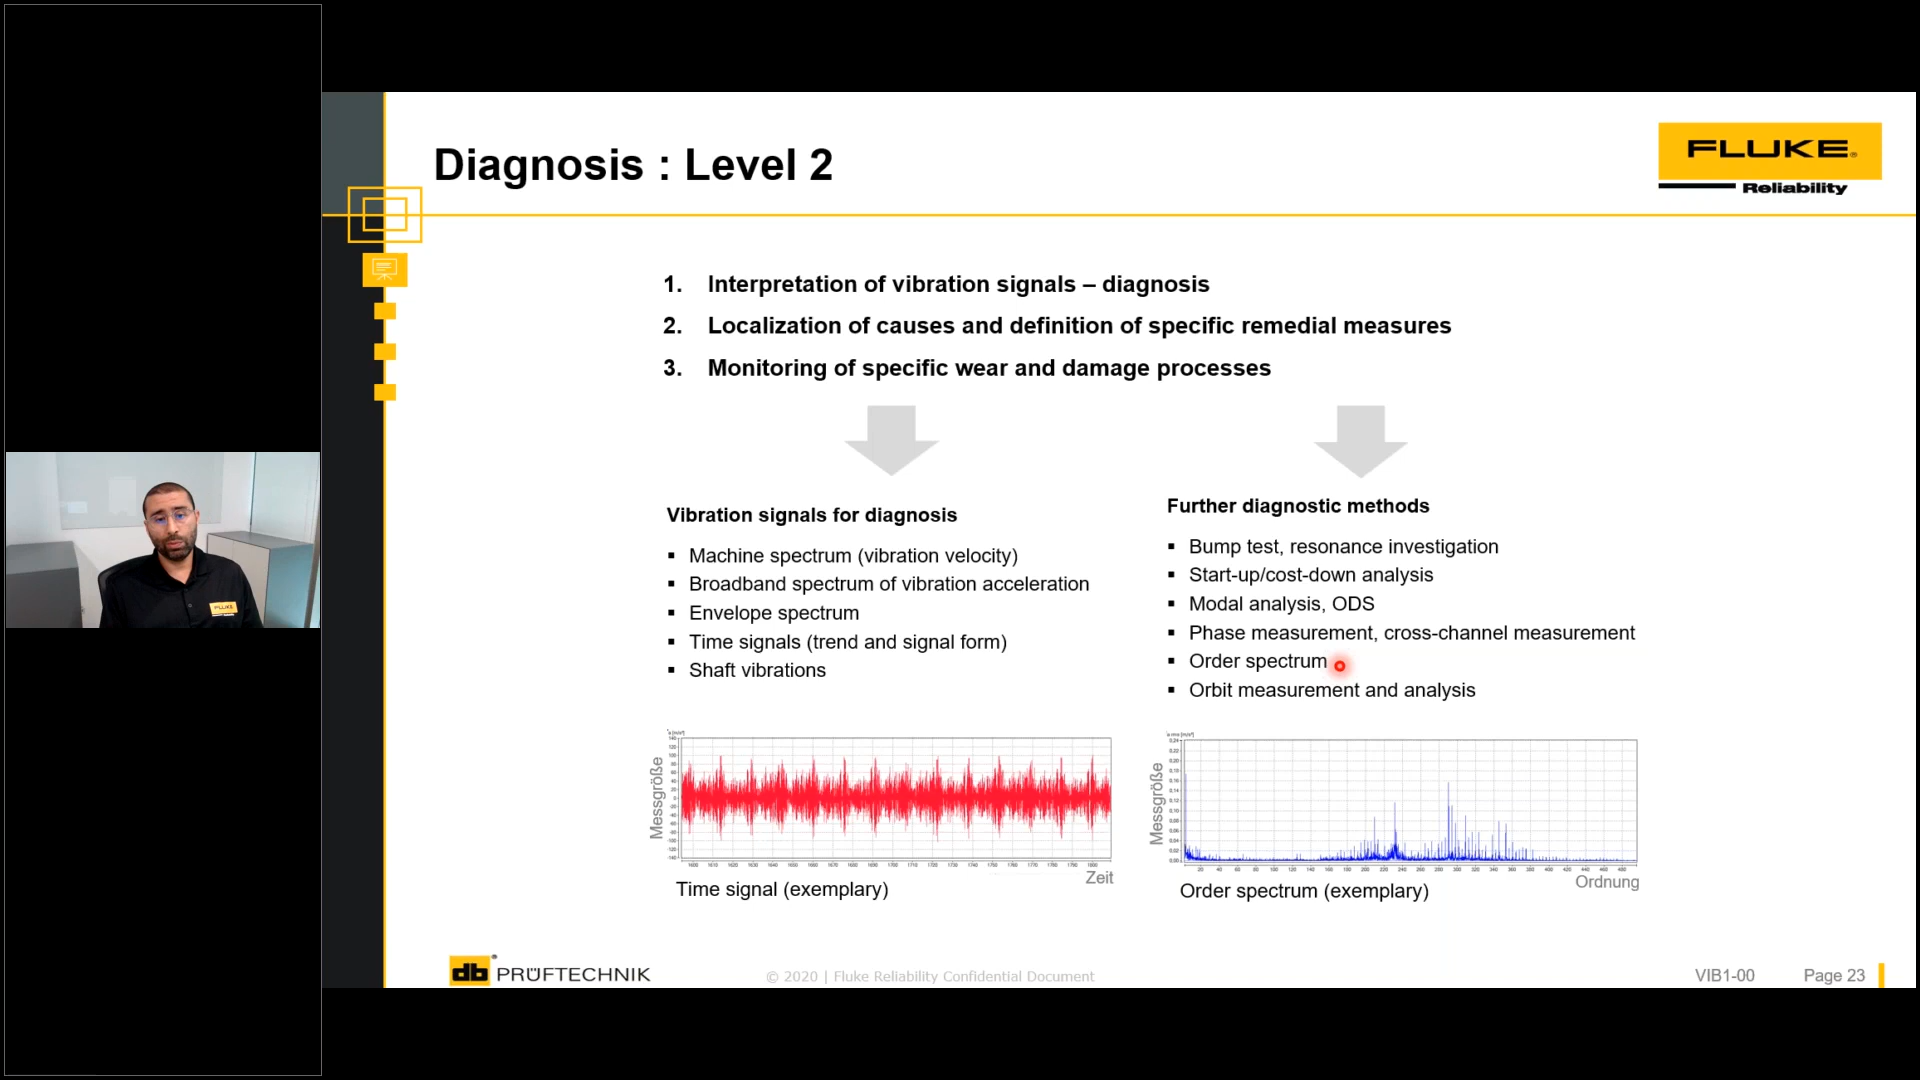 Diagnosis : Level 2
FLUKE®
Reliability
1. Interpretation of vibration signals – diagnosis
2. Localization of causes and definition of specific remedial measures
3. Monitoring of specific wear and damage processes
Vibration signals for diagnosis
▪ Machine spectrum (vibration velocity)
▪ Broadband spectrum of vibration acceleration
▪ Envelope spectrum
▪ Time signals (trend and signal form)
▪ Shaft vibrations
Messgröße
Zeit
Time signal (exemplary)
Further diagnostic methods
▪ Bump test, resonance investigation
▪ Start-up/cost-down analysis
▪ Modal analysis, ODS
▪ Phase measurement, cross-channel measurement
▪ Order spectrum
▪ Orbit measurement and analysis
Messgröße
Ordnung
Order spectrum (exemplary)
FLUKE
db PRÜFTECHNIK
© 2020 | Fluke Reliability Confidential Document
VIB1-00
Page 23